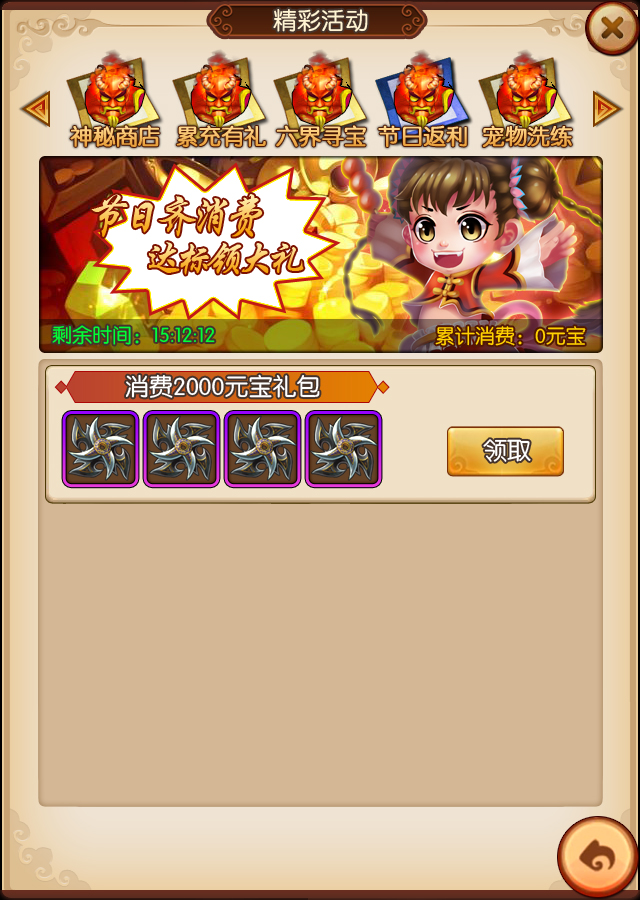 精彩活动
神秘商店 累充有礼 六界寻宝 节日返利 宠物洗练
节日齐消费
达标领大礼
剩余时间：15:12:12 累计消费：0元宝
消费2000元宝礼包
领取